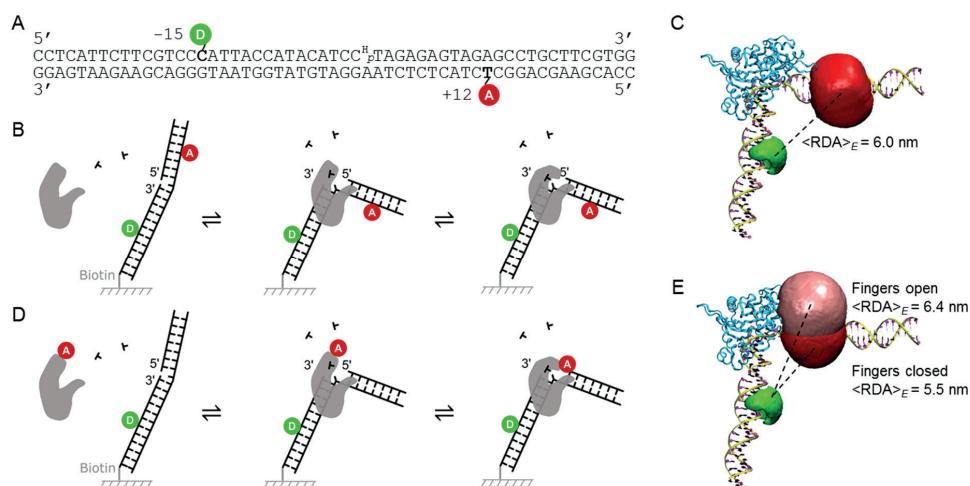 A
−15 D
5' 3'
CCTCATTCTTCGTCCCATTACCATACATCCᴴₚTAGAGAGTAGAGCCTGCTTCGTGG
GGAGTAAGAAGCAGGGTAATGGTATGTAGGAATCTCTCATCTCGGACGAAGCACC
3' 5'
+12 A
B
A
5'
3'
D
Biotin
⇌
3' 5'
D
A
⇌
3' 5'
D
A
D
A
5'
3'
D
Biotin
⇌
A
3' 5'
D
⇌
A
3' 5'
D
C
<RDA>E = 6.0 nm
E
Fingers open
<RDA>E = 6.4 nm
Fingers closed
<RDA>E = 5.5 nm